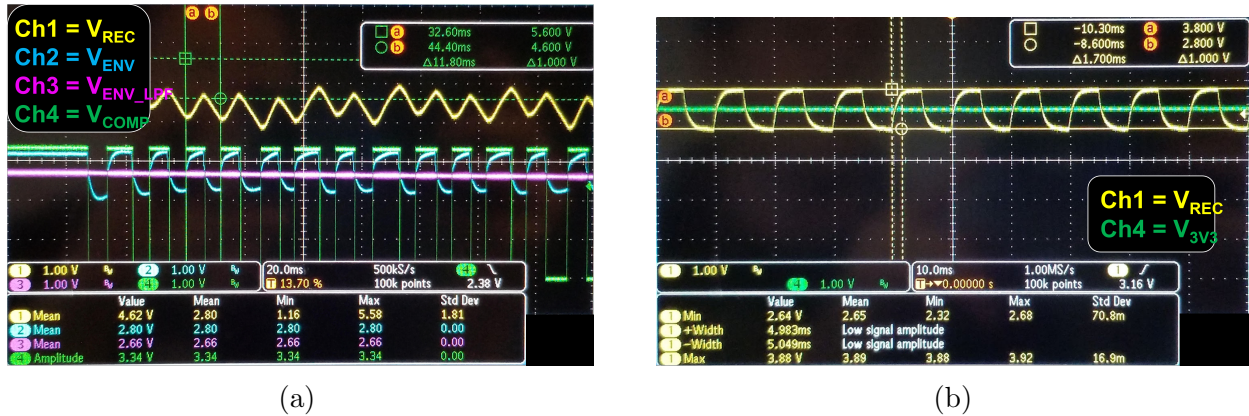 Ch1 = VREC
Ch2 = VENV
Ch3 = VENV_LPF
Ch4 = VCOMP
a b
a 32.60ms 5.600 V
b 44.40ms 4.600 V
Δ11.80ms Δ1.000 V
1 1.00 V BW 2 1.00 V BW
3 1.00 V BW 4 1.00 V BW
20.0ms 500kS/s 4
T 13.70 % 100k points 2.38 V
Value Mean Min Max Std Dev
1 Mean 4.62 V 2.80 1.16 5.58 1.81
2 Mean 2.80 V 2.80 2.80 2.80 0.00
3 Mean 2.66 V 2.66 2.66 2.66 0.00
4 Amplitude 3.34 V 3.34 3.34 3.34 0.00
(a)
-10.30ms a 3.800 V
-8.600ms b 2.800 V
Δ1.700ms Δ1.000 V
a
b
Ch1 = VREC
Ch4 = V3V3
1 1.00 V BW
4 1.00 V BW
10.0ms 1.00MS/s 1
T→▼0.00000 s 100k points 3.16 V
Value Mean Min Max Std Dev
1 Min 2.64 V 2.65 2.32 2.68 70.8m
1 +Width 4.983ms Low signal amplitude
1 -Width 5.049ms Low signal amplitude
1 Max 3.88 V 3.89 3.88 3.92 16.9m
(b)